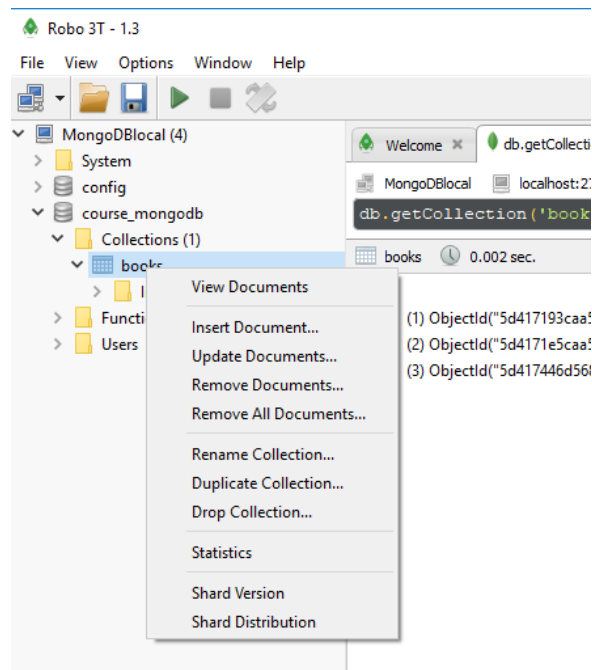 Robo 3T - 1.3
File View Options Window Help
MongoDBlocal (4)
System
config
course_mongodb
Collections (1)
books
Functi
Users
View Documents
Insert Document...
Update Documents...
Remove Documents...
Remove All Documents...
Rename Collection...
Duplicate Collection...
Drop Collection...
Statistics
Shard Version
Shard Distribution
Welcome db.getCollecti
MongoDBlocal localhost:27
db.getCollection('book
books 0.002 sec.
(1) ObjectId("5d417193caa5
(2) ObjectId("5d4171e5caa5
(3) ObjectId("5d417446d568